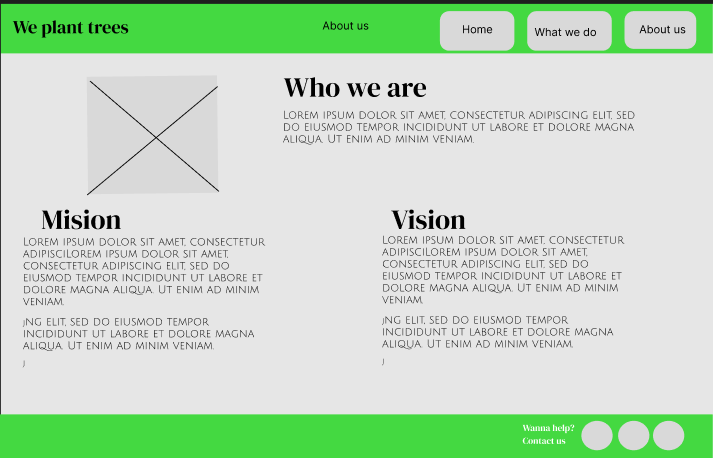 We plant trees
About us
Home
What we do
About us
Who we are
Lorem ipsum dolor sit amet, consectetur adipiscing elit, sed
do eiusmod tempor incididunt ut labore et dolore magna
aliqua. Ut enim ad minim veniam.
Mision
Lorem ipsum dolor sit amet, consectetur
adipiscilorem ipsum dolor sit amet,
consectetur adipiscing elit, sed do
eiusmod tempor incididunt ut labore et
dolore magna aliqua. Ut enim ad minim
veniam.
jng elit, sed do eiusmod tempor
incididunt ut labore et dolore magna
aliqua. Ut enim ad minim veniam.
j
Vision
Lorem ipsum dolor sit amet, consectetur
adipiscilorem ipsum dolor sit amet,
consectetur adipiscing elit, sed do
eiusmod tempor incididunt ut labore et
dolore magna aliqua. Ut enim ad minim
veniam.
jng elit, sed do eiusmod tempor
incididunt ut labore et dolore magna
aliqua. Ut enim ad minim veniam.
j
Wanna help?
Contact us